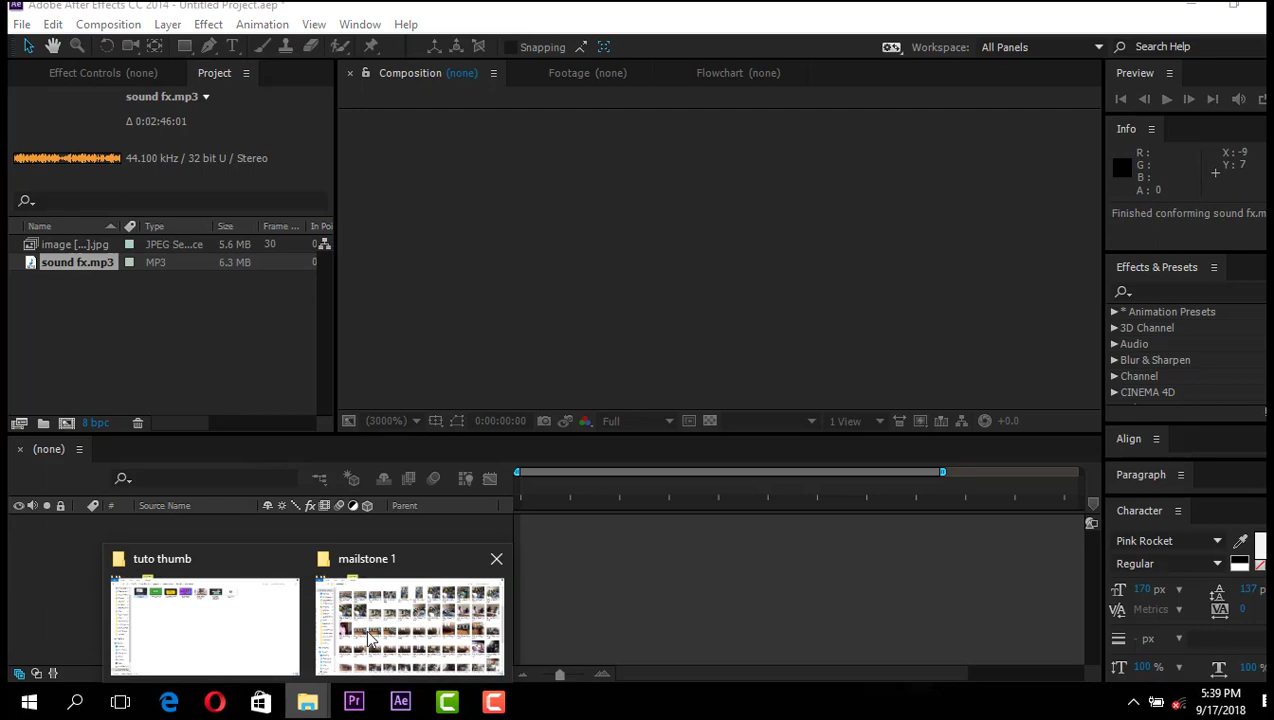 Adobe After Effects CC 2014 - Untitled Project.aep *
File Edit Composition Layer Effect Animation View Window Help
Snapping Workspace: All Panels Search Help
Effect Controls (none) Project Composition (none) Footage (none) Flowchart (none) Preview
sound fx.mp3
Δ 0:02:46:01
44.100 kHz / 32 bit U / Stereo
Info
R: X: -9
G: Y: 7
B:
A: 0
Finished conforming sound fx.m
Name Type Size Frame ... In Poi
image [...].jpg JPEG Se...ce 5.6 MB 30 0
sound fx.mp3 MP3 6.3 MB 0
Effects & Presets
* Animation Presets
3D Channel
Audio
Blur & Sharpen
Channel
CINEMA 4D
8 bpc (3000%) 0:00:00:00 Full 1 View +0.0
(none)
Align
Paragraph
# Source Name fx Parent
Character
Pink Rocket
Regular
170 px 137
Metrics 0
- px
100 % 100
tuto thumb mailstone 1
Pr Ae
5:39 PM
9/17/2018